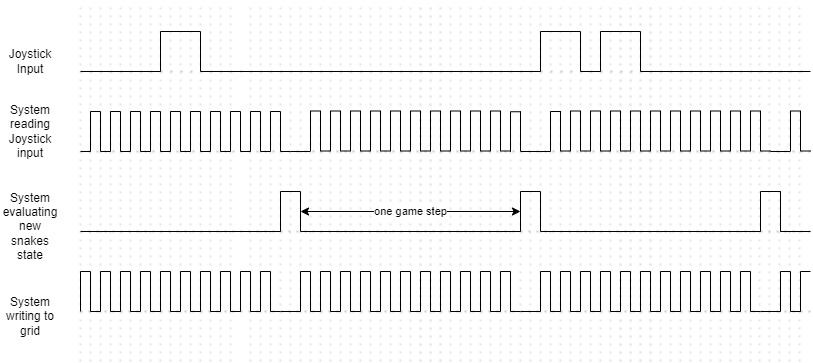 Joystick
Input
System
reading
Joystick
input
System
evaluating
new
snakes
state
one game step
System
writing to
grid